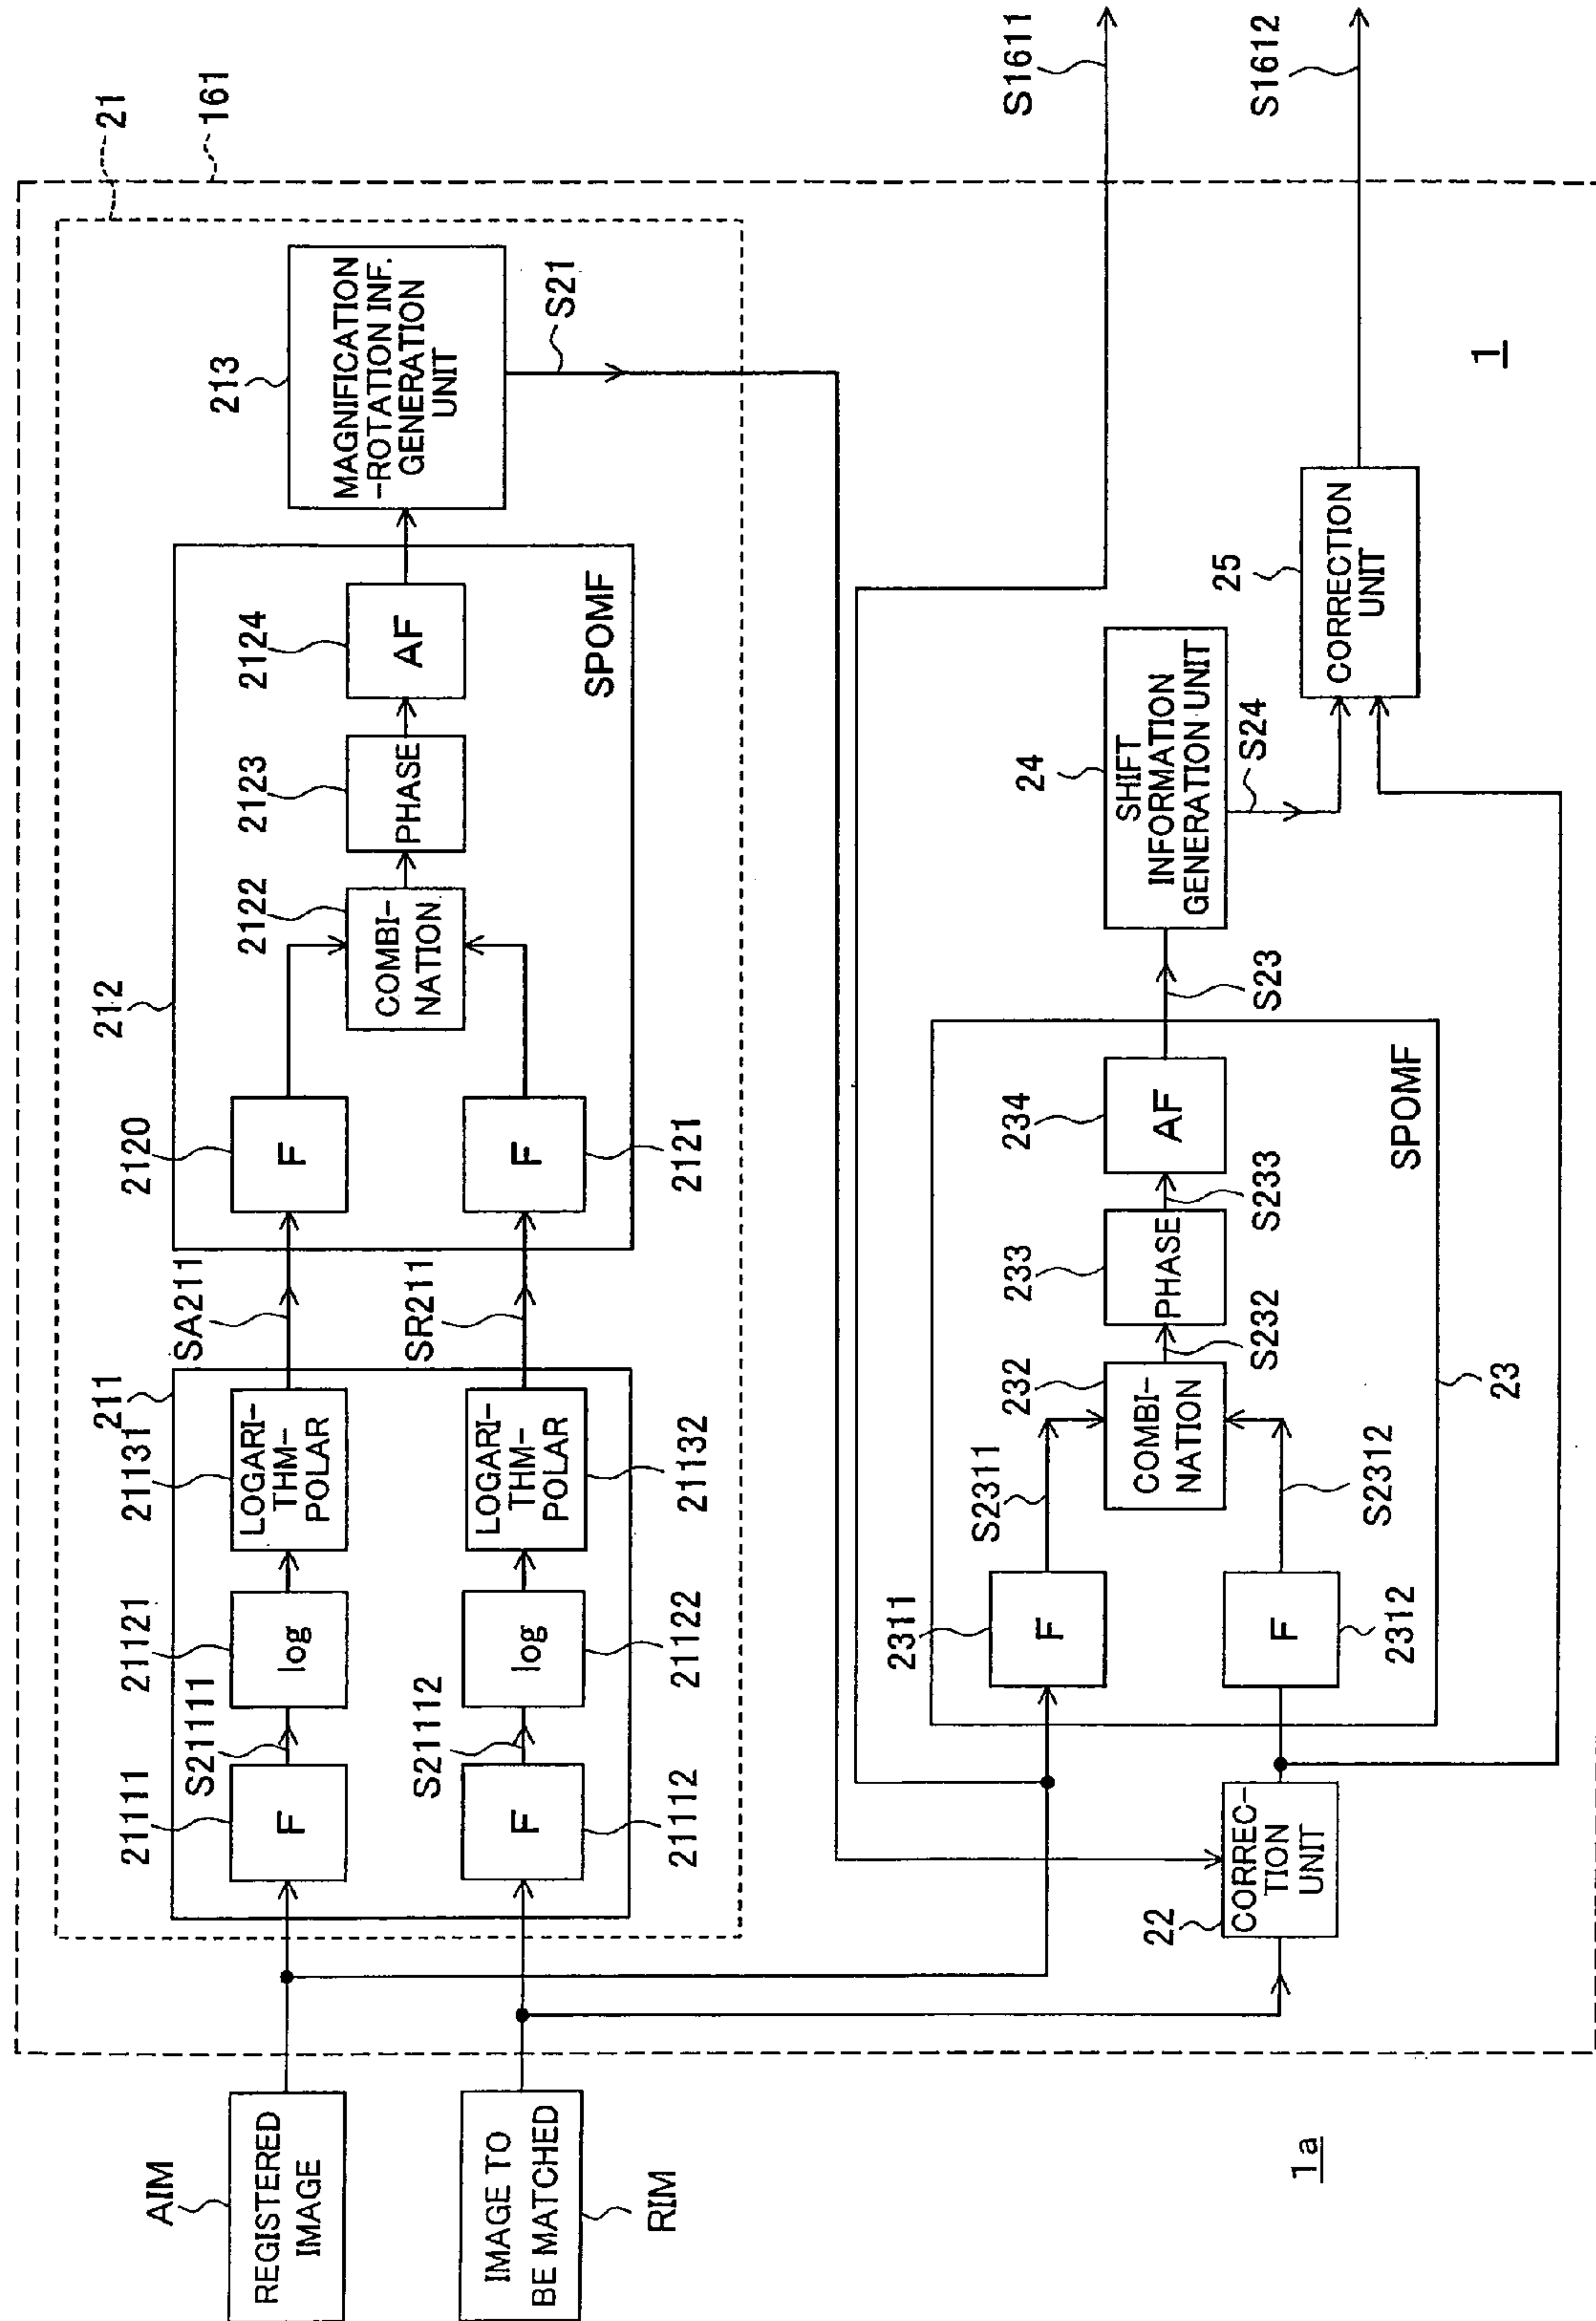 21
161
213
MAGNIFICATION
-ROTATION INF.
GENERATION
UNIT
S21
212
2120
F
2121
F
2122
COMBI-
NATION
2123
PHASE
2124
AF
SPOMF
SA211
SR211
211
21111
F
S21111
21121
log
21131
LOGARI-
THM-
POLAR
21112
F
S21112
21122
log
21132
LOGARI-
THM-
POLAR
AIM
REGISTERED
IMAGE
RIM
IMAGE TO
BE MATCHED
S1611
S1612
25
CORRECTION
UNIT
24
SHIFT
INFORMATION
GENERATION UNIT
S24
S23
22
CORREC-
TION
UNIT
2311
F
S2311
2312
F
S2312
232
COMBI-
NATION
S232
233
PHASE
S233
234
AF
SPOMF
23
1
1a